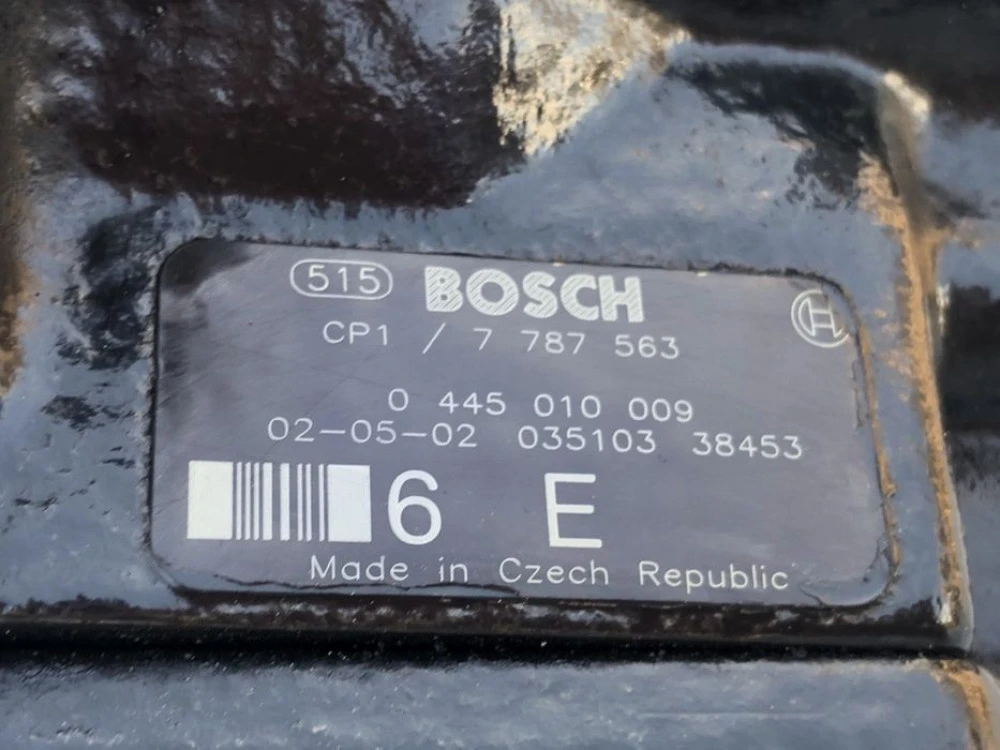 515 BOSCH
CP1 / 7 787 563
0 445 010 009
02-05-02 035103 38453
6 E
Made in Czech Republic